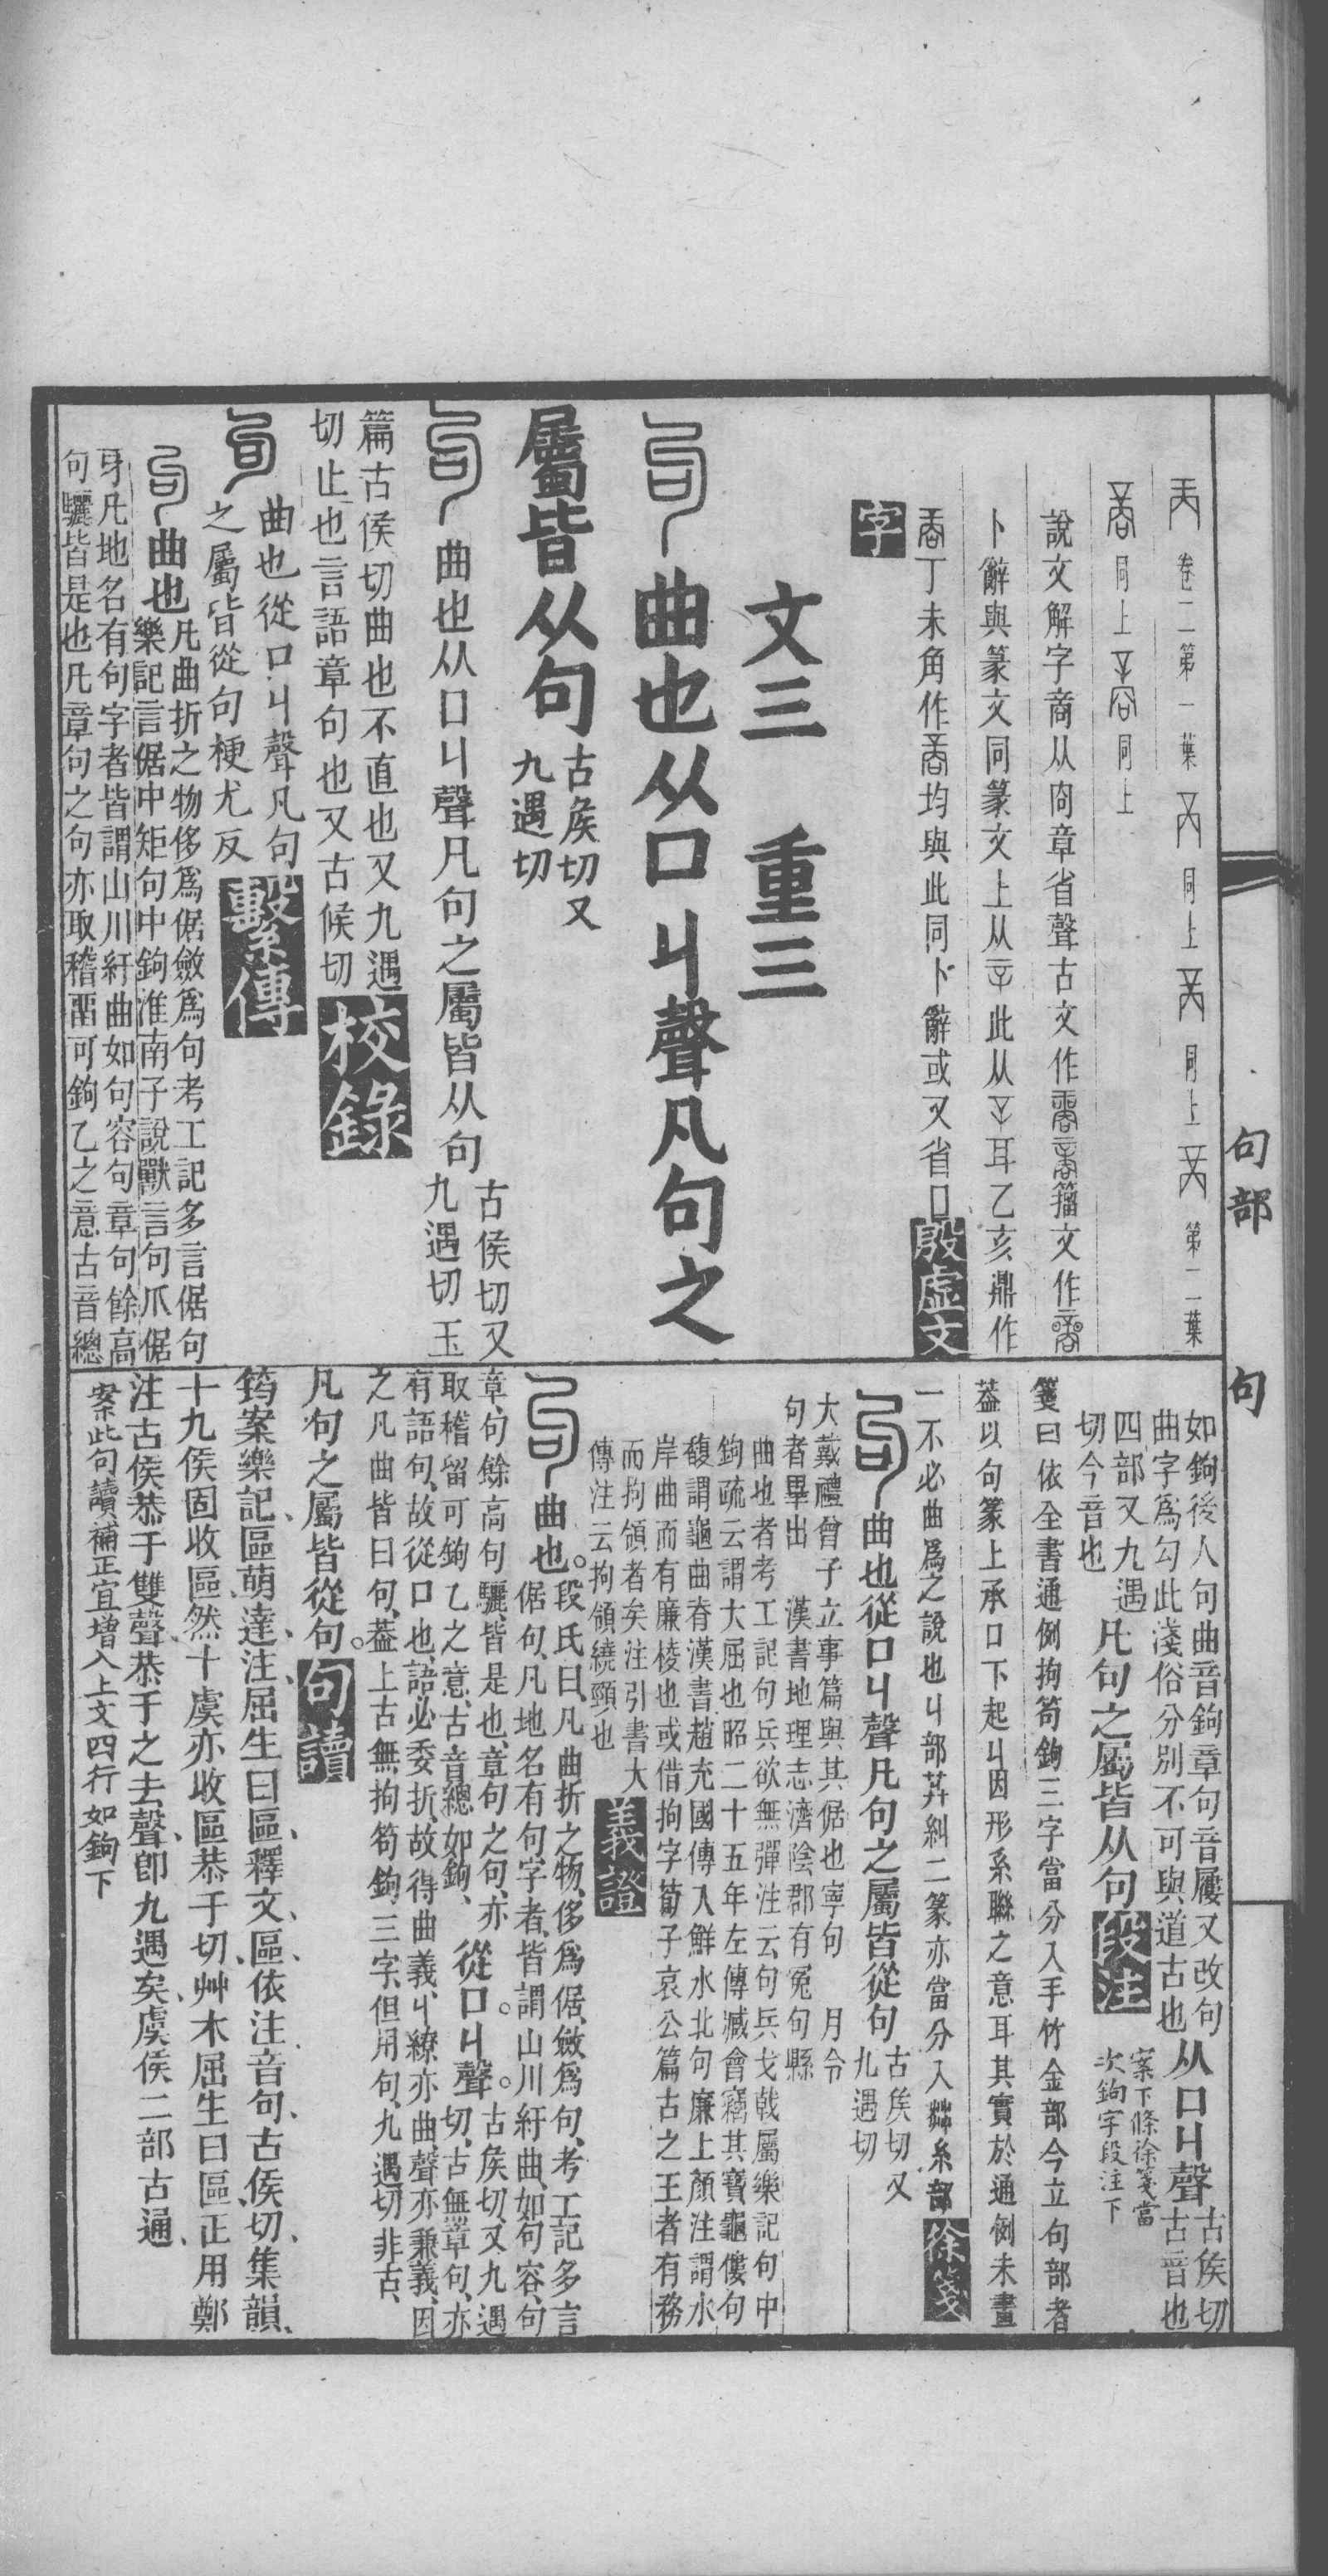 卷二第一葉 同上 同上 第二葉
同上 同上
說文解字商从㕯章省聲古文作 籀文作
卜辭與篆文同篆文上从 此从 耳乙亥鼎作
丁未角作 均與此同卜辭或又省口殷虛文
字
文三 重三
曲也从口丩聲凡句之
屬皆从句
古矦切又
九遇切
曲也从口丩聲凡句之屬皆从句
古侯切又
九遇切玉
篇古侯切曲也不直也又九遇
切止也言語章句也又古候切
校錄
曲也從口丩聲凡句
之屬皆從句梗尤反
繫傳
曲也
凡曲折之物侈爲倨斂爲句考工記多言倨句
樂記言倨中矩句中鉤淮南子說獸言句爪倨
牙凡地名有句字者皆謂山川紆曲如句容句章句餘高
句驪皆是也凡章句之句亦取稽畱可鉤乙之意古音總
句部 句
如鉤後人句曲音鉤章句音屨又改句
曲字爲勾此淺俗分別不可與道古也
从口丩聲
古矦切
古音也
四部又九遇
切今音也
凡句之屬皆从句
段注
案下條徐箋當
次鉤字段注下
箋曰依全書通例拘笱鉤三字當分入手竹金部今立句部者
葢以句篆上承口下起丩因形系聯之意耳其實於通例未畫
一不必曲爲之說也丩部茻糾二篆亦當分入艸糸部
徐箋
曲也從口丩聲凡句之屬皆從句
古矦切又
九遇切
大戴禮曾子立事篇與其倨也寧句 月令
句者畢出 漢書地理志濟陰郡有冤句縣
曲也者考工記句兵欲無彈注云句兵戈戟屬樂記句中
鉤疏云謂大屈也昭二十五年左傳臧會竊其寶龜僂句
馥謂龜曲脊漢書趙充國傳入鮮水北句廉上顏注謂水
岸曲而有廉棱也或借拘字荀子哀公篇古之王者有務
而拘領者矣注引書大
傳注云拘領繞頸也
義證
曲也。
段氏曰、凡曲折之物、侈爲倨、斂爲句、考工記多言
倨句、凡地名有句字者、皆謂山川紆曲、如句容、句
章、句餘、高句驪、皆是也、章句之句、亦
取稽留可鉤乙之意、古音總如鉤、
從口。丩聲。
古矦切、又九遇
切、古無章句、亦
有語句、故從口也、語必委折、故得曲義、丩繚亦曲、聲亦兼義、因
之凡曲皆曰句、葢上古無拘笱鉤三字、但用句、九遇切非古、
凡句之屬皆從句。
句讀
筠案樂記、區萌達、注、屈生曰區、釋文、區依注音句、古侯切、集韻、
十九侯固收區、然十虞亦收區、恭于切、艸木屈生曰區、正用鄭
注、古侯恭于雙聲、恭于之去聲、卽九遇矣、虞侯二部古通、
案此句讀補正宜增入上文四行如鉤下